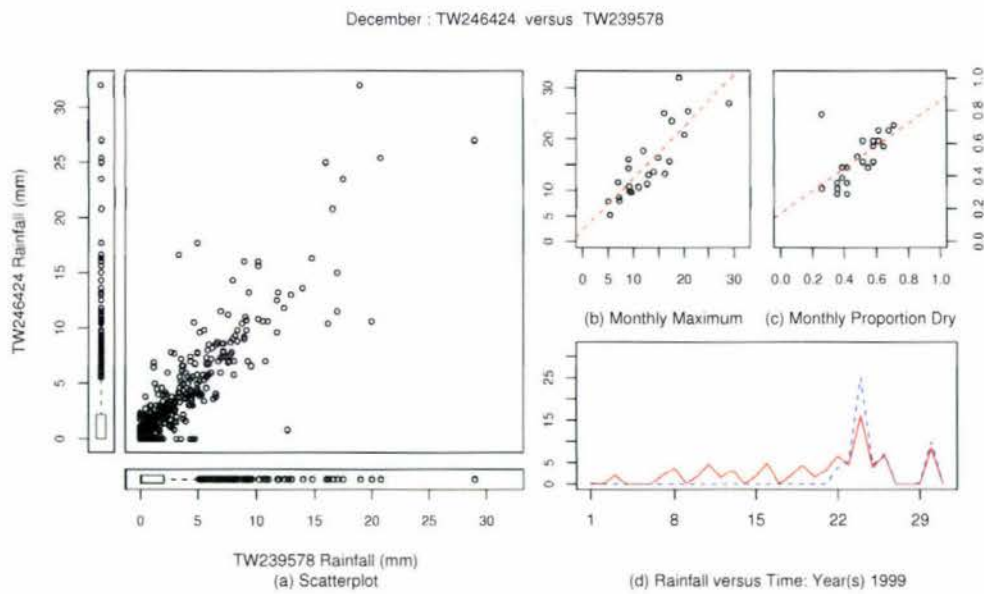 December : TW246424 versus TW239578
TW246424 Rainfall (mm)
30
25
20
15
10
5
0
0 5 10 15 20 25 30
TW239578 Rainfall (mm)
(a) Scatterplot
30
20
15
10
5
0
0 5 10 20 30
(b) Monthly Maximum
1.0
0.8
0.6
0.4
0.2
0.0
0.0 0.2 0.4 0.6 0.8 1.0
(c) Monthly Proportion Dry
25
15
5
0
1 8 15 22 29
(d) Rainfall versus Time: Year(s) 1999